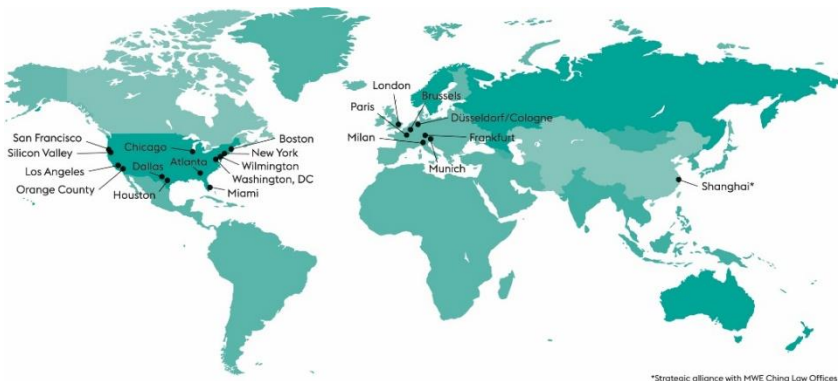 London
Brussels
Paris
Düsseldorf/Cologne
Milan
Frankfust
Munich
San Francisco
Silicon Valley
Los Angeles
Orange County
Chicago
Dallas
Atlanta
Houston
Boston
New York
Wilmington
Washington, DC
Miami
Shanghai*
*Strategic alliance with MWE China Law Offices